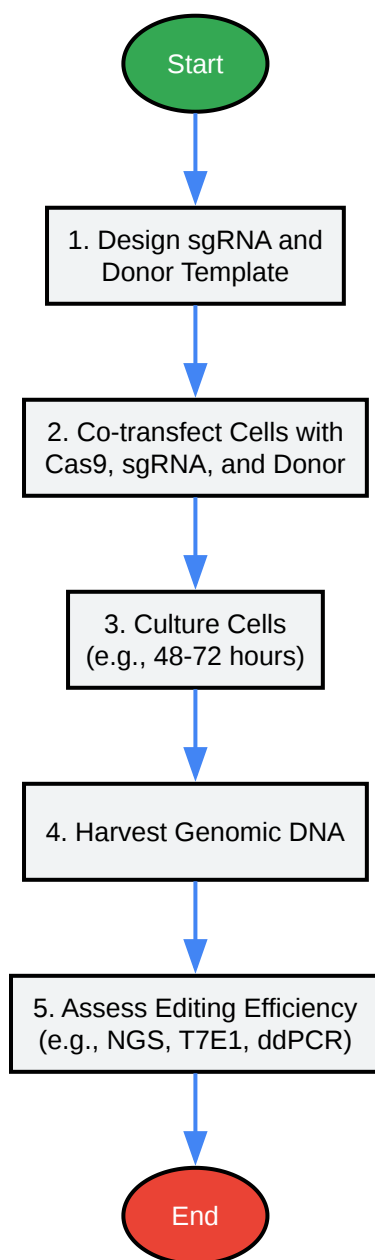 Start
1. Design sgRNA and
Donor Template
2. Co-transfect Cells with
Cas9, sgRNA, and Donor
3. Culture Cells
(e.g., 48-72 hours)
4. Harvest Genomic DNA
5. Assess Editing Efficiency
(e.g., NGS, T7E1, ddPCR)
End